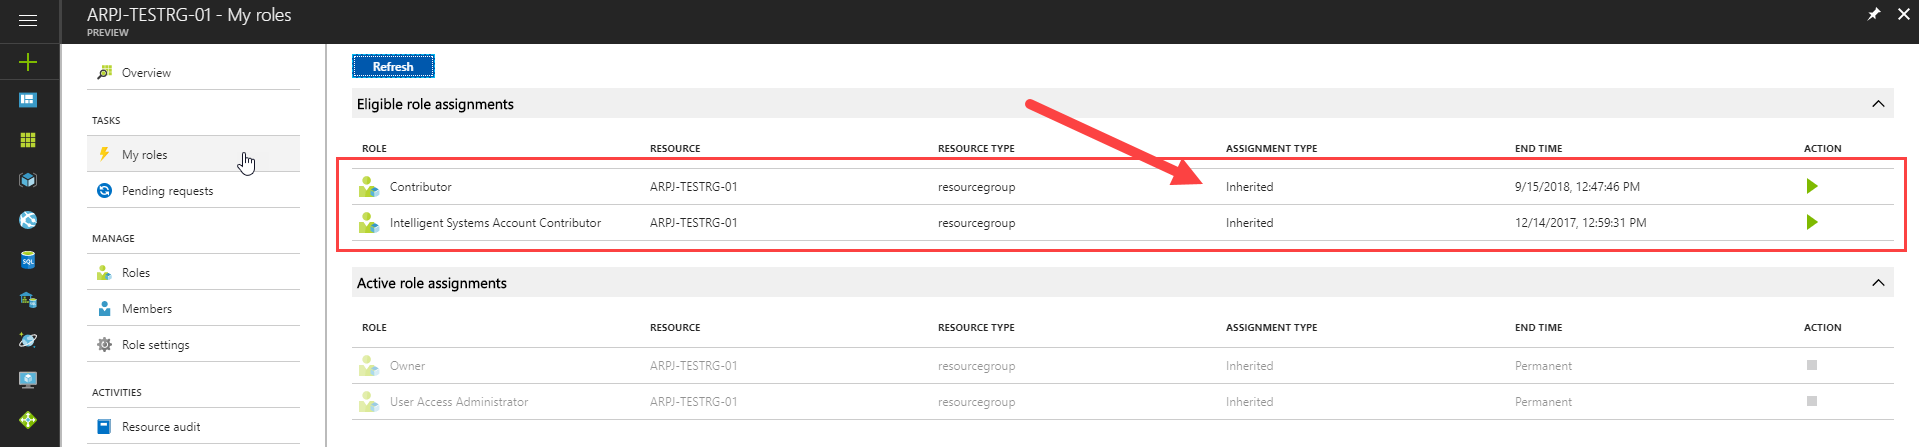 ARPJ-TESTRG-01 - My roles
PREVIEW
Overview
TASKS
My roles
Pending requests
MANAGE
Roles
Members
Role settings
ACTIVITIES
Resource audit
Refresh
Eligible role assignments
ROLE RESOURCE RESOURCE TYPE ASSIGNMENT TYPE END TIME ACTION
Contributor ARPJ-TESTRG-01 resourcegroup Inherited 9/15/2018, 12:47:46 PM
Intelligent Systems Account Contributor ARPJ-TESTRG-01 resourcegroup Inherited 12/14/2017, 12:59:31 PM
Active role assignments
ROLE RESOURCE RESOURCE TYPE ASSIGNMENT TYPE END TIME ACTION
Owner ARPJ-TESTRG-01 resourcegroup Inherited Permanent
User Access Administrator ARPJ-TESTRG-01 resourcegroup Inherited Permanent
SQL